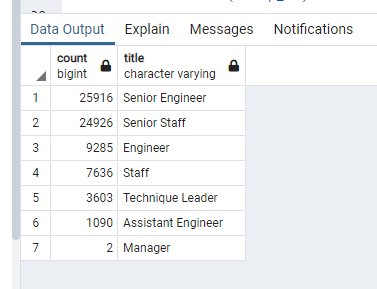 Data Output Explain Messages Notifications
count title
bigint character varying
1 25916 Senior Engineer
2 24926 Senior Staff
3 9285 Engineer
4 7636 Staff
5 3603 Technique Leader
6 1090 Assistant Engineer
7 2 Manager